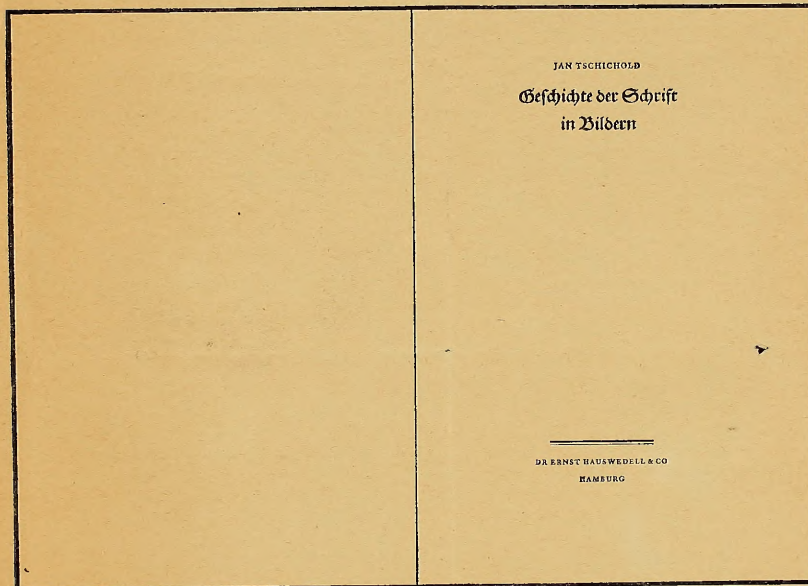 JAN TSCHICHOLD
Geschichte der Schrift
in Bildern
DR ERNST HAUSWEDELL & CO
HAMBURG